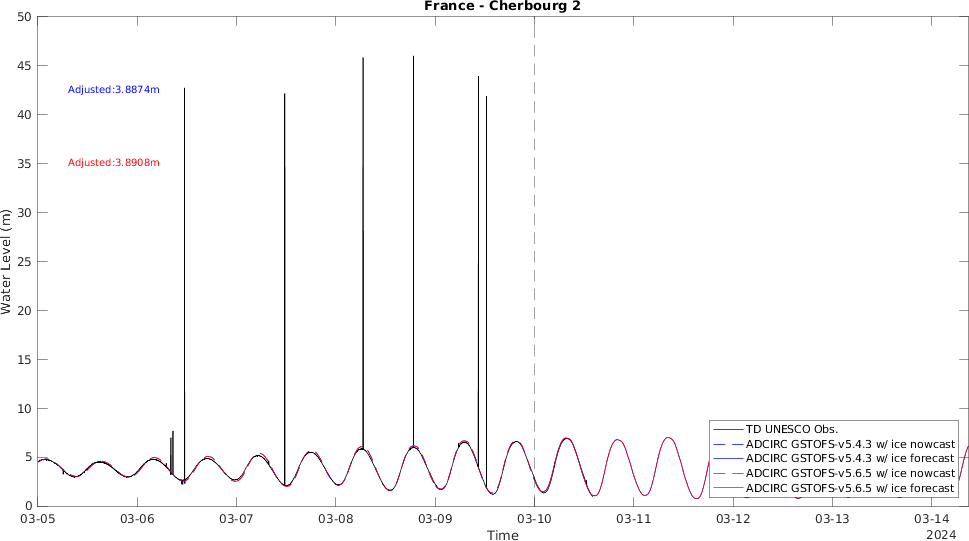 France - Cherbourg 2
50
45
40
35
30
25
20
15
10
5
0
Water Level (m)
Adjusted:3.8874m
Adjusted:3.8908m
TD UNESCO Obs.
ADCIRC GSTOFS-v5.4.3 w/ ice nowcast
ADCIRC GSTOFS-v5.4.3 w/ ice forecast
ADCIRC GSTOFS-v5.6.5 w/ ice nowcast
ADCIRC GSTOFS-v5.6.5 w/ ice forecast
03-05 03-06 03-07 03-08 03-09 03-10 03-11 03-12 03-13 03-14
Time
2024